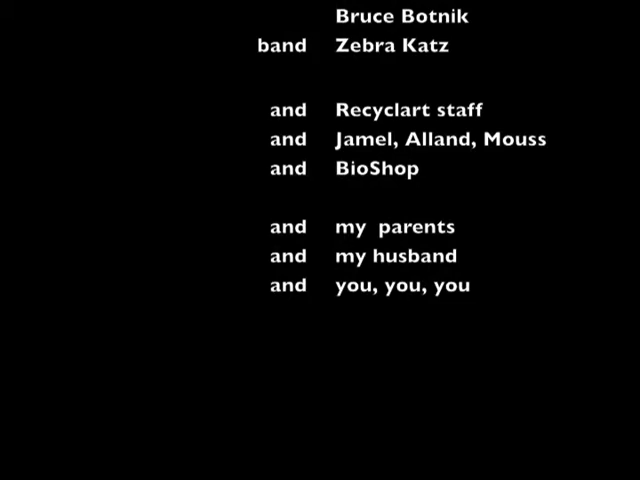 Bruce Botnik
band Zebra Katz
and Recyclart staff
and Jamel, Alland, Mouss
and BioShop
and my parents
and my husband
and you, you, you